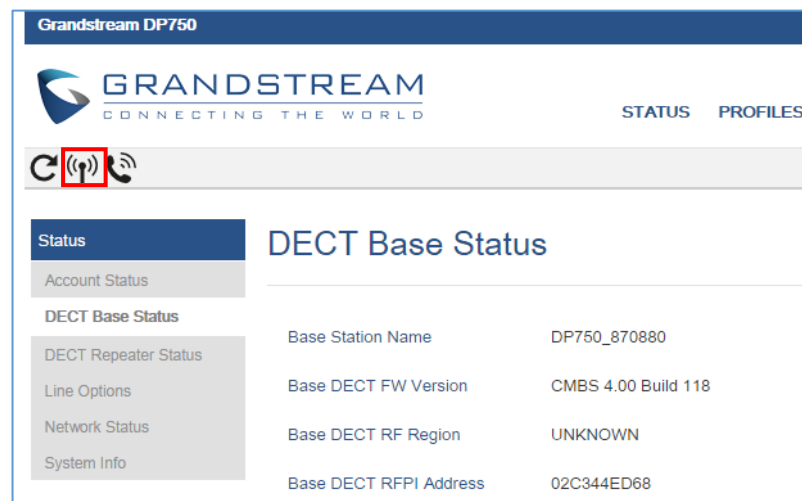 Grandstream DP750
GRANDSTREAM
CONNECTING THE WORLD
STATUS PROFILES
Status
Account Status
DECT Base Status
DECT Repeater Status
Line Options
Network Status
System Info
DECT Base Status
Base Station Name DP750_870880
Base DECT FW Version CMBS 4.00 Build 118
Base DECT RF Region UNKNOWN
Base DECT RFPI Address 02C344ED68